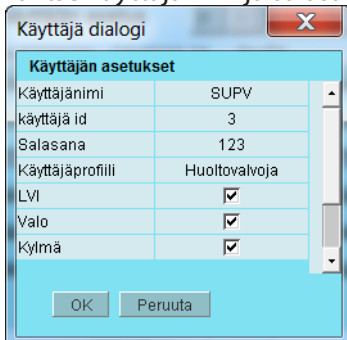 Käyttäjä dialogi
Käyttäjän asetukset
Käyttäjänimi SUPV
käyttäjä id 3
Salasana 123
Käyttäjäprofiili Huoltovalvoja
LVI
Valo
Kylmä
OK Peruuta